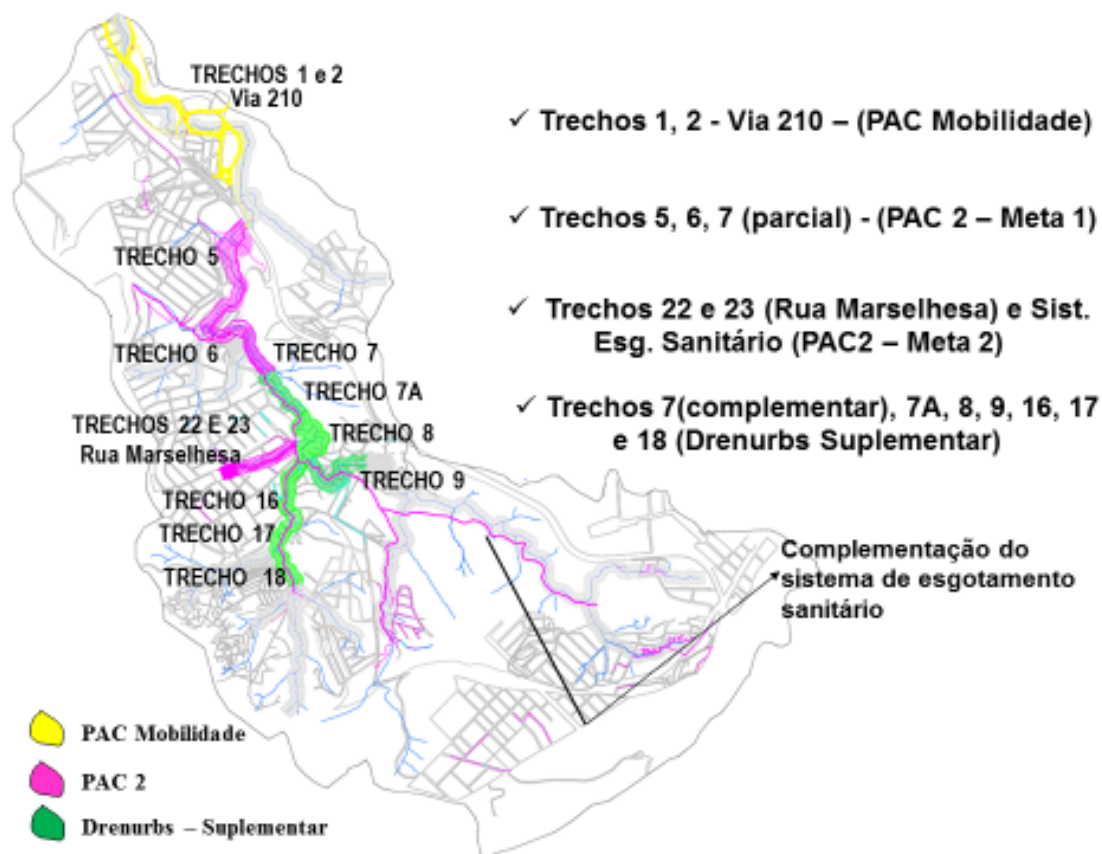 TRECHOS 1 e 2
Via 210
TRECHO 5
TRECHO 6
TRECHO 7
TRECHO 7A
TRECHOS 22 E 23
Rua Marselhesa
TRECHO 8
TRECHO 9
TRECHO 16
TRECHO 17
TRECHO 18
✓ Trechos 1, 2 - Via 210 – (PAC Mobilidade)
✓ Trechos 5, 6, 7 (parcial) - (PAC 2 – Meta 1)
✓ Trechos 22 e 23 (Rua Marselhesa) e Sist.
Esg. Sanitário (PAC2 – Meta 2)
✓ Trechos 7(complementar), 7A, 8, 9, 16, 17
e 18 (Drenurbs Suplementar)
Complementação do
sistema de esgotamento
sanitário
PAC Mobilidade
PAC 2
Drenurbs – Suplementar